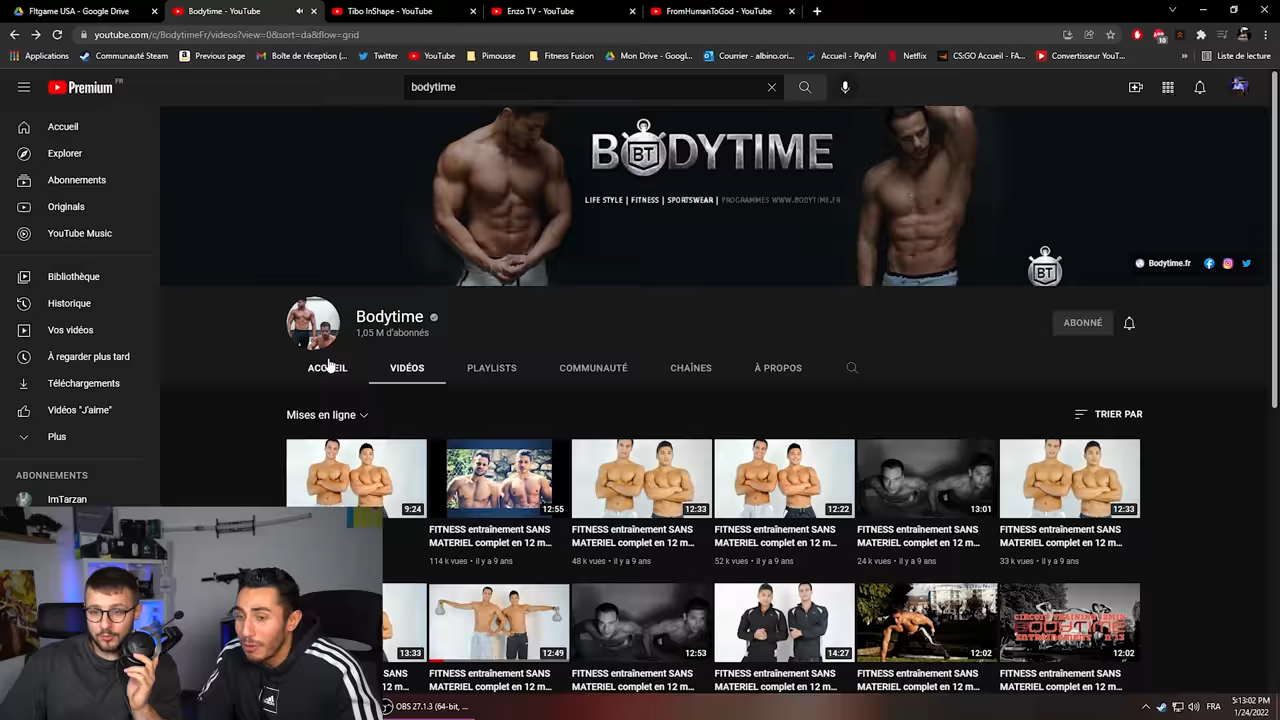 FItgame USA - Google Drive
Bodytime - YouTube
Tibo InShape - YouTube
Enzo TV - YouTube
FromHumanToGod - YouTube
youtube.com/c/BodytimeFr/videos?view=0&sort=da&flow=grid
10
Applications
Communauté Steam
Previous page
Boîte de réception (...
Twitter
YouTube
Pimousse
Fitness Fusion
Mon Drive - Googl...
Courrier - albino.ori...
Accueil - PayPal
Netflix
CS:GO Activité - FA...
Convertisseur YouT...
»
Liste de lecture
Premium FR
bodytime
Accueil
Explorer
Abonnements
Originals
YouTube Music
Bibliothèque
Historique
Vos vidéos
À regarder plus tard
Téléchargements
Vidéos "J'aime"
Plus
ABONNEMENTS
ImTarzan
BODYTIME
BT
LIFE STYLE | FITNESS | SPORTSWEAR | PROGRAMMES WWW.BODYTIME.FR
BT
Bodytime.fr
Bodytime
1,05 M d'abonnés
ABONNÉ
ACCUEIL
VIDÉOS
PLAYLISTS
COMMUNAUTÉ
CHAÎNES
À PROPOS
Mises en ligne
TRIER PAR
9:24
12:55
12:33
12:22
13:01
12:33
FITNESS entraînement SANS
MATERIEL complet en 12 m...
114 k vues • il y a 9 ans
FITNESS entraînement SANS
MATERIEL complet en 12 m...
48 k vues • il y a 9 ans
FITNESS entraînement SANS
MATERIEL complet en 12 m...
52 k vues • il y a 9 ans
FITNESS entraînement SANS
MATERIEL complet en 12 m...
24 k vues • il y a 9 ans
FITNESS entraînement SANS
MATERIEL complet en 12 m...
33 k vues • il y a 9 ans
13:33
12:49
12:53
14:27
12:02
CIRCUIT TRAINING
BODYTIME
ENTRAINEMENT N°13
12:02
SANS
12 m...
FITNESS entraînement SANS
MATERIEL complet en 12 m...
FITNESS entraînement SANS
MATERIEL complet en 12 m...
FITNESS entraînement SANS
MATERIEL complet en 12 m...
FITNESS entraînement SANS
MATERIEL complet en 12 m...
FITNESS entraînement SANS
MATERIEL complet en 12 m...
OBS 27.1.3 (64-bit, ...
FRA
5:13:02 PM
1/24/2022